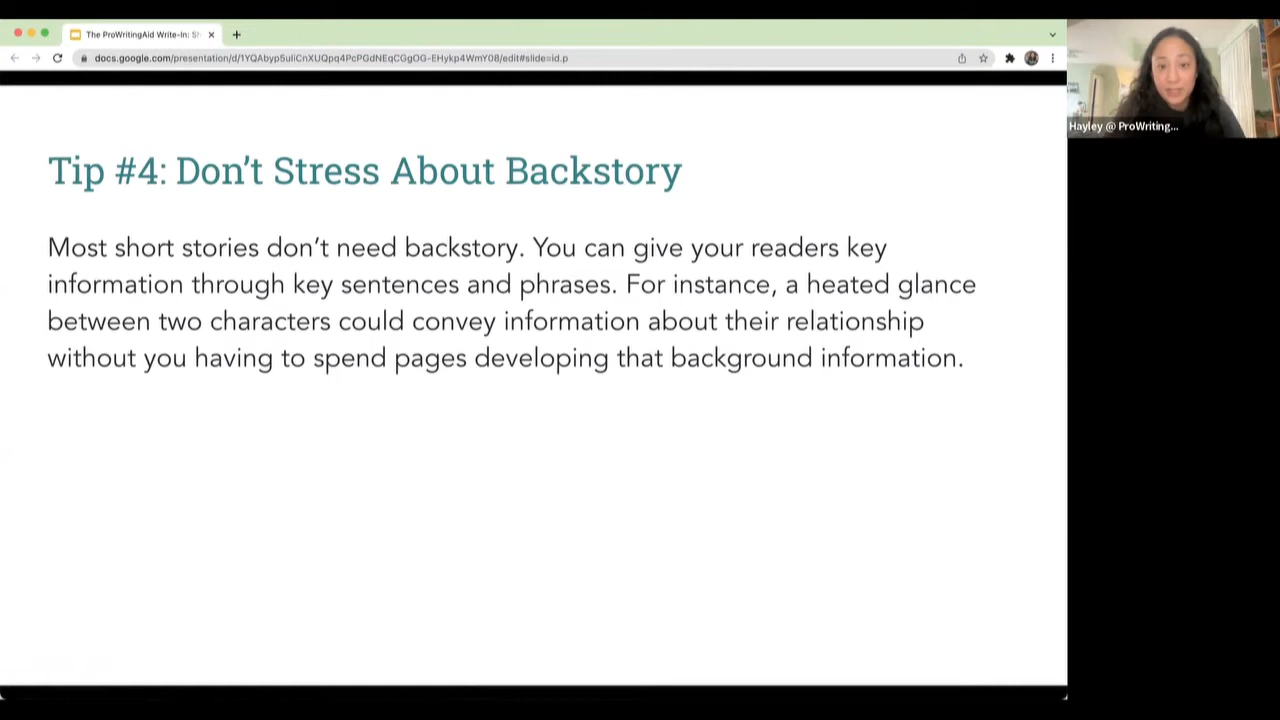 The ProWritingAid Write-In: Sh
docs.google.com/presentation/d/1YQAbyp5uliCnXUQpq4PcPGdNEqCGgOG-EHykp4WmY08/edit#slide=id.p
Hayley @ ProWriting...
Tip #4: Don’t Stress About Backstory
Most short stories don’t need backstory. You can give your readers key
information through key sentences and phrases. For instance, a heated glance
between two characters could convey information about their relationship
without you having to spend pages developing that background information.